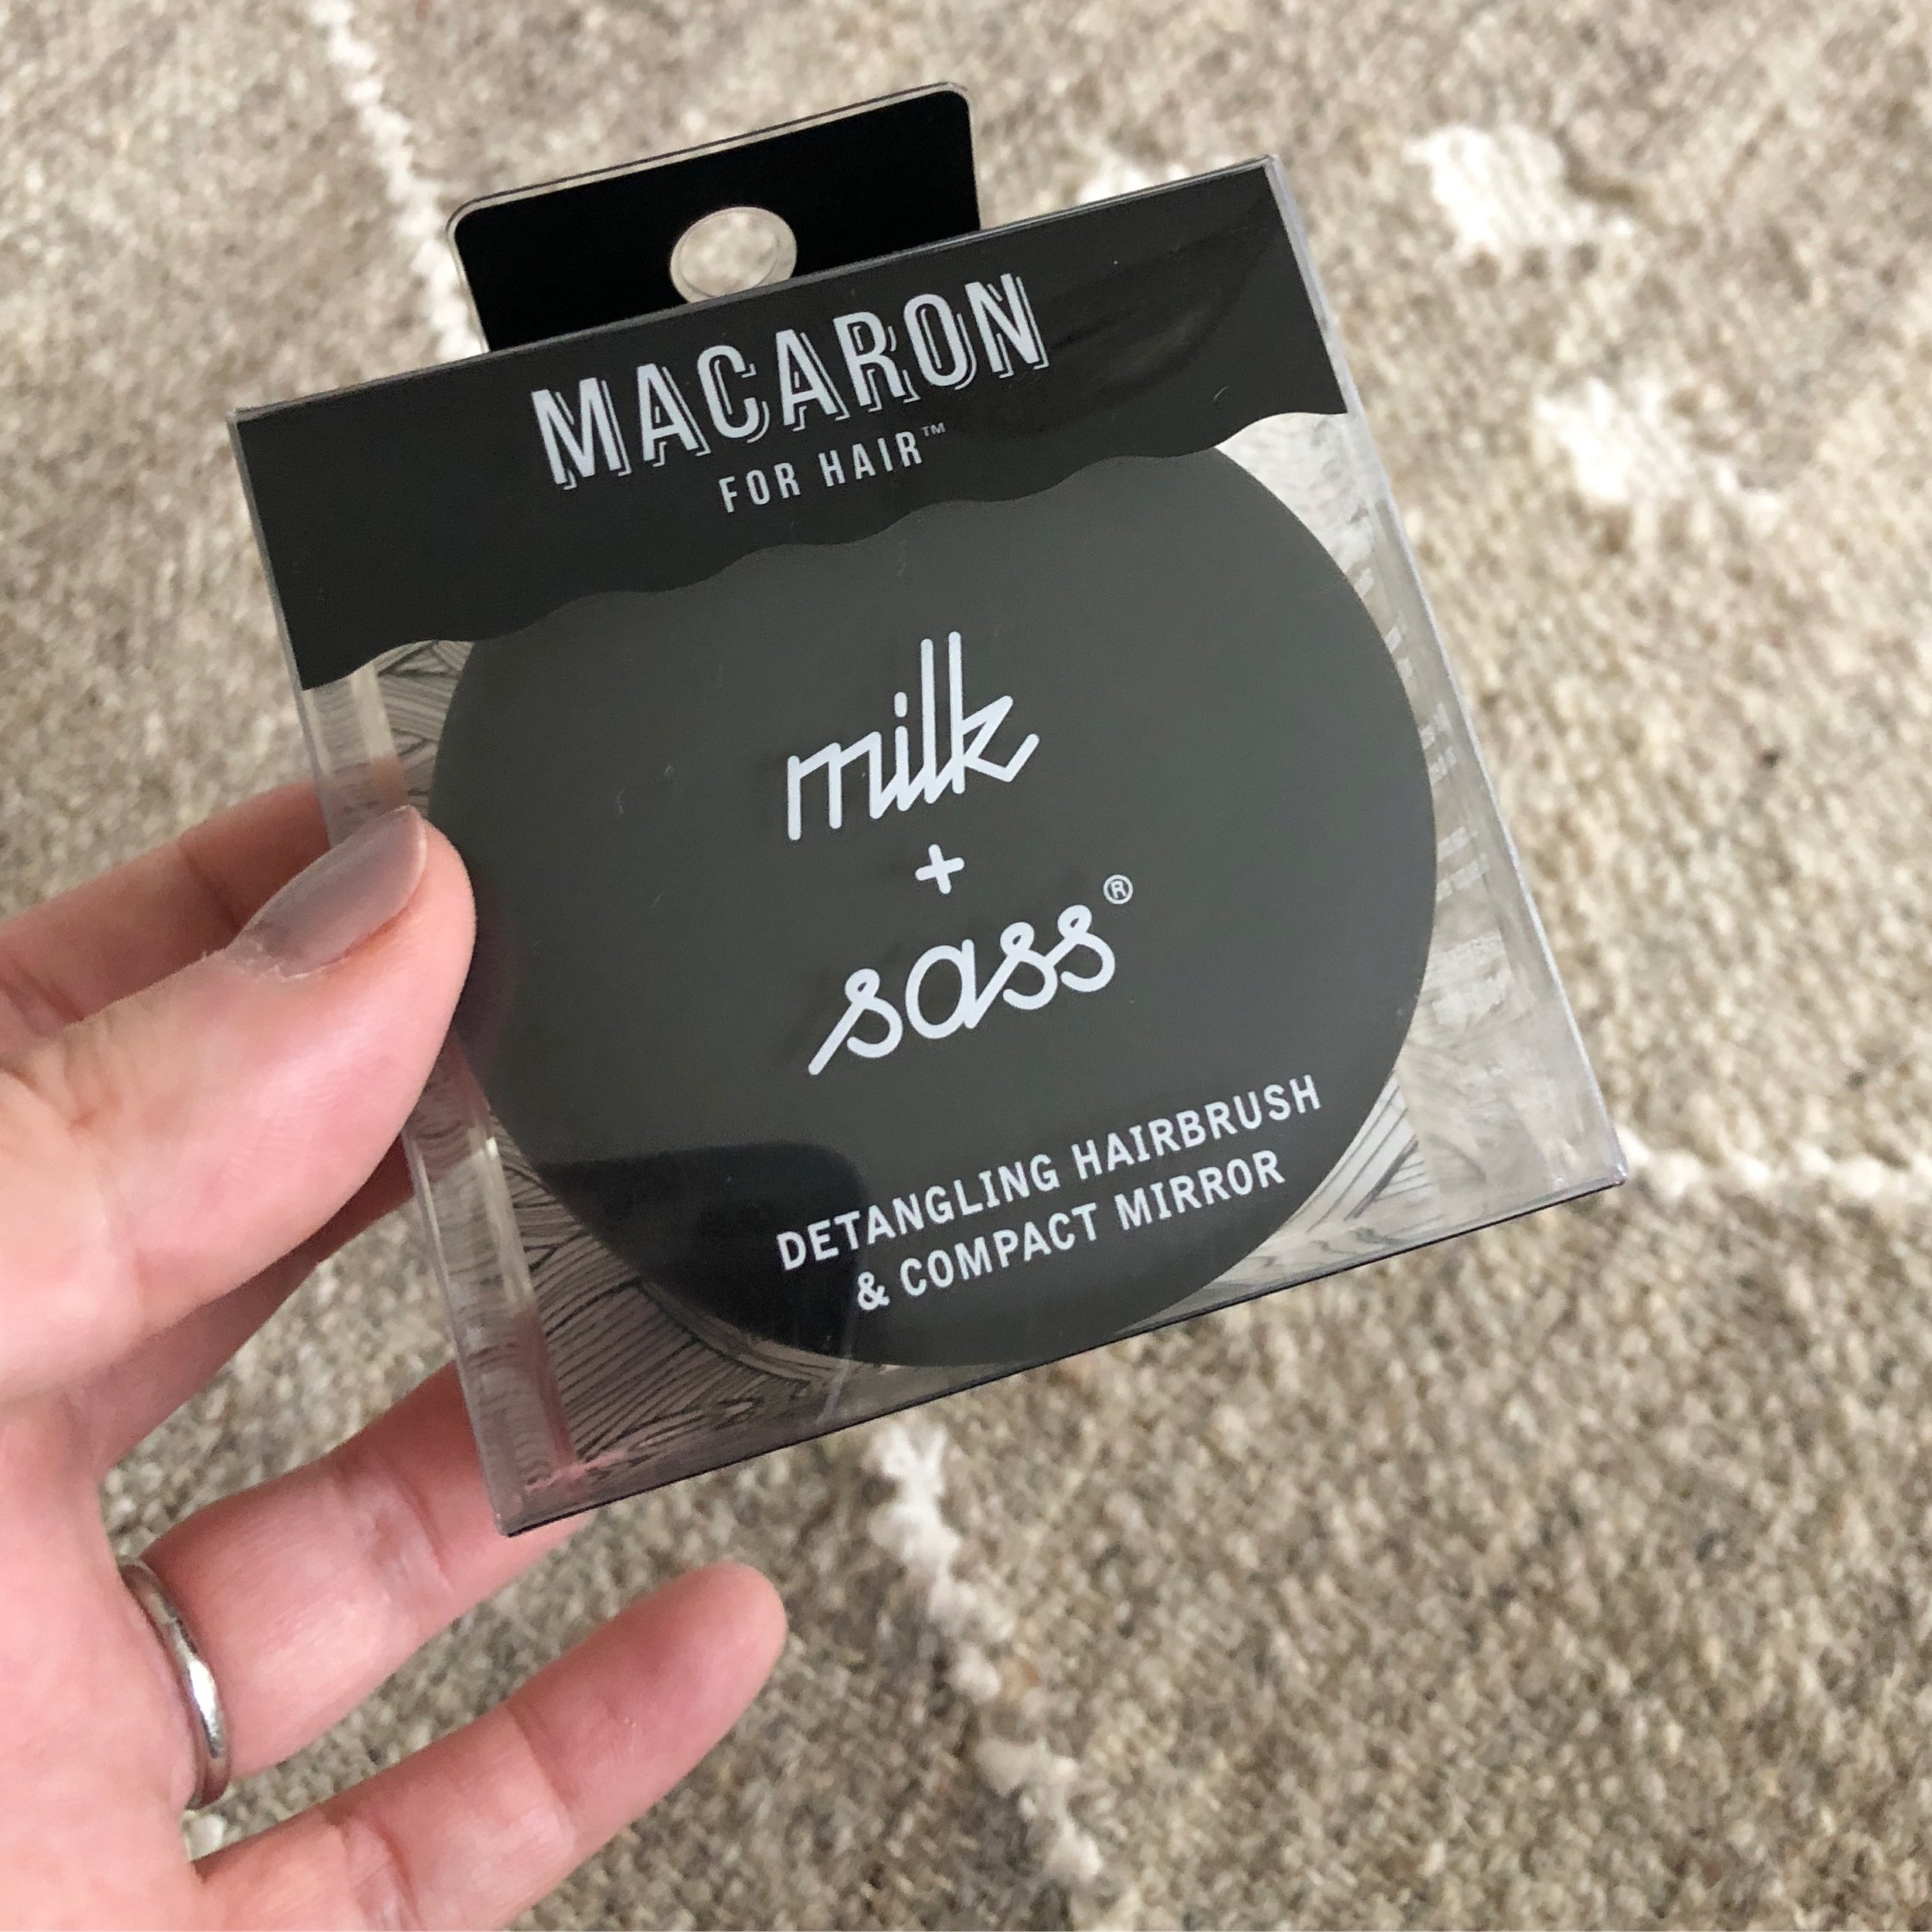 MACARON
FOR HAIR™
milk
+
sass®
DETANGLING HAIRBRUSH
& COMPACT MIRROR